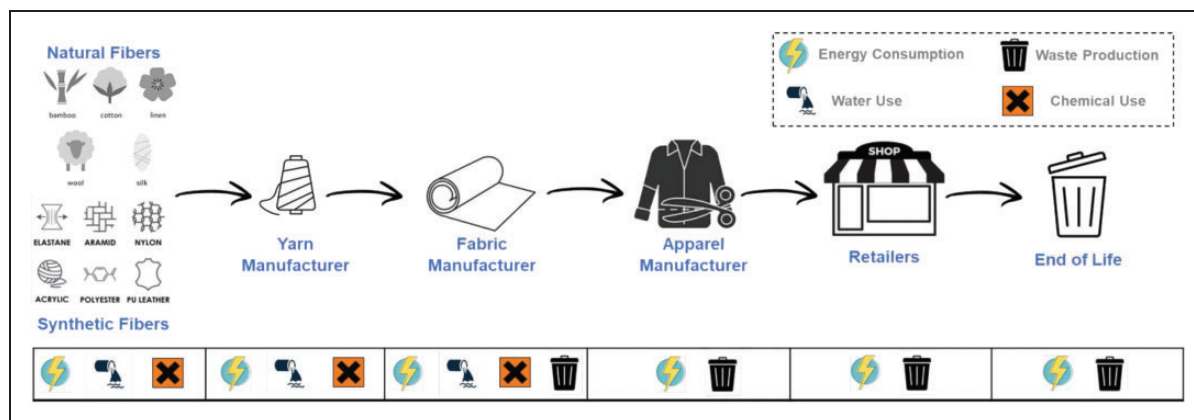 Natural Fibers
bamboo
cotton
linen
wool
silk
ELASTANE
ARAMID
NYLON
ACRYLIC
POLYESTER
PU LEATHER
Synthetic Fibers
Energy Consumption
Waste Production
Water Use
Chemical Use
Yarn
Manufacturer
Fabric
Manufacturer
Apparel
Manufacturer
SHOP
Retailers
End of Life